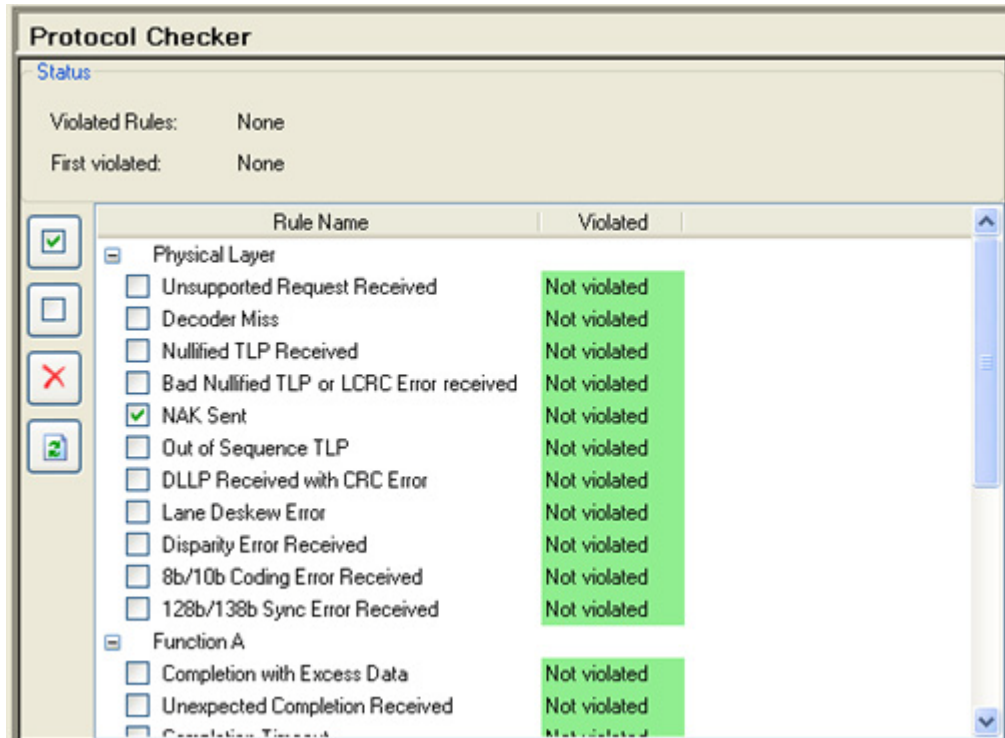 Protocol Checker
Status
Violated Rules: None
First violated: None
Rule Name Violated
Physical Layer
Unsupported Request Received Not violated
Decoder Miss Not violated
Nullified TLP Received Not violated
Bad Nullified TLP or LCRC Error received Not violated
NAK Sent Not violated
Out of Sequence TLP Not violated
DLLP Received with CRC Error Not violated
Lane Deskew Error Not violated
Disparity Error Received Not violated
8b/10b Coding Error Received Not violated
128b/138b Sync Error Received Not violated
Function A
Completion with Excess Data Not violated
Unexpected Completion Received Not violated
Completion Timeout Not violated